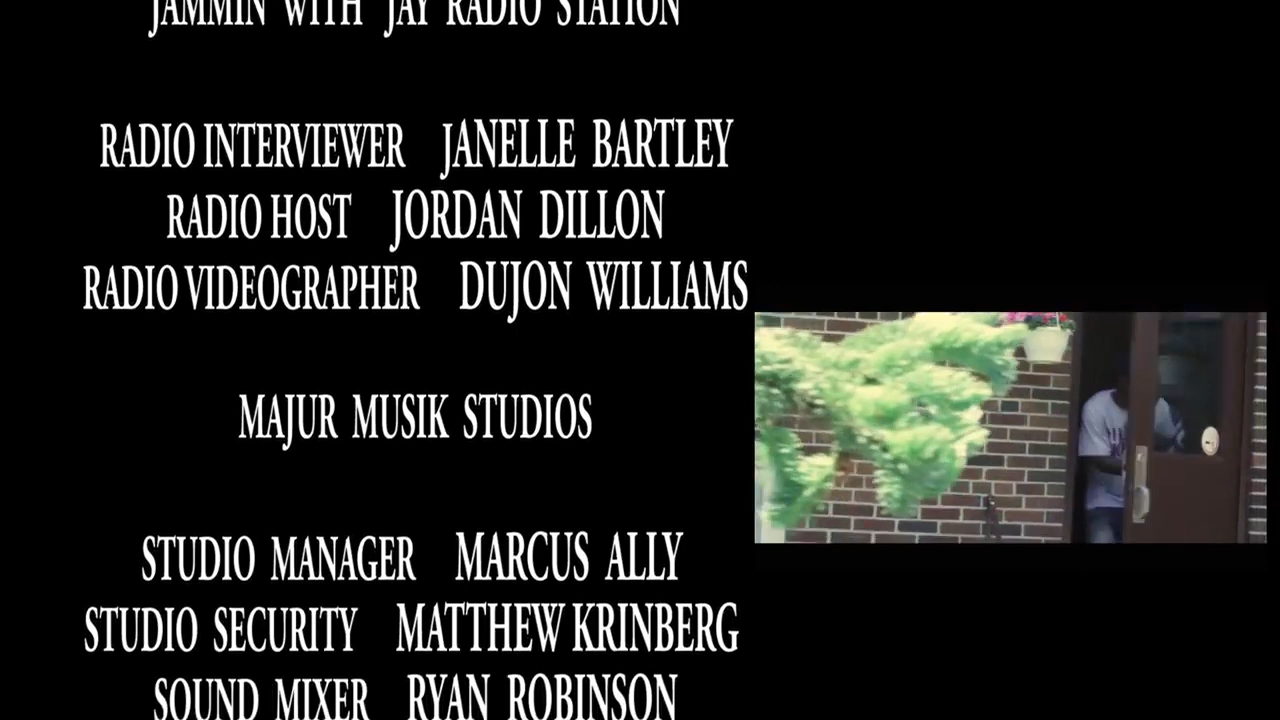 JAMMIN WITH JAY RADIO STATION
RADIO INTERVIEWER JANELLE BARTLEY
RADIO HOST JORDAN DILLON
RADIO VIDEOGRAPHER DUJON WILLIAMS
MAJUR MUSIK STUDIOS
STUDIO MANAGER MARCUS ALLY
STUDIO SECURITY MATTHEW KRINBERG
SOUND MIXER RYAN ROBINSON